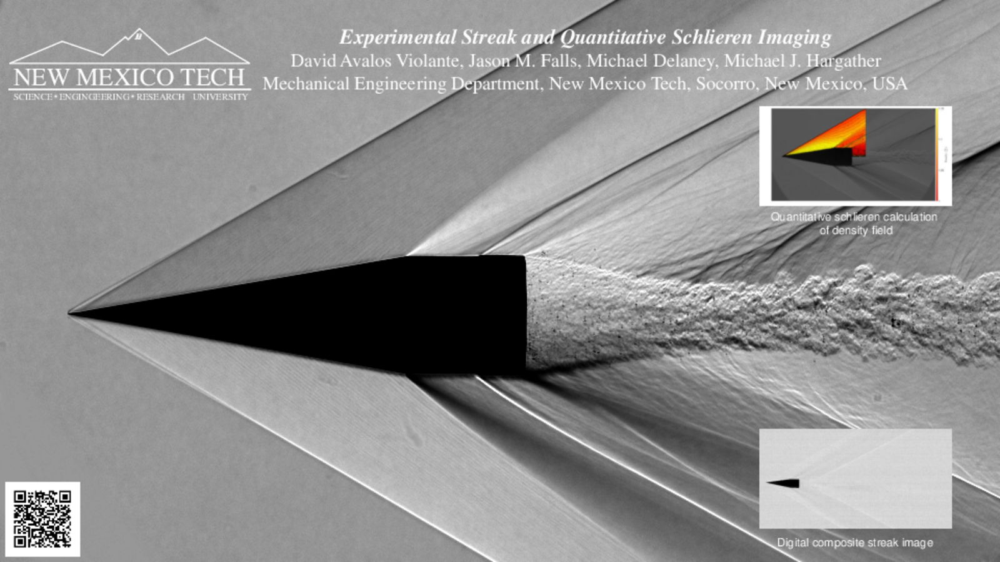 Experimental Streak and Quantitative Schlieren Imaging
David Avalos Violante, Jason M. Falls, Michael Delaney, Michael J. Hargather
Mechanical Engineering Department, New Mexico Tech, Socorro, New Mexico, USA
NEW MEXICO TECH
SCIENCE • ENGINGEERING • RESEARCH UNIVERSITY
Quantitative schlieren calculation
of density field
Digital composite streak image